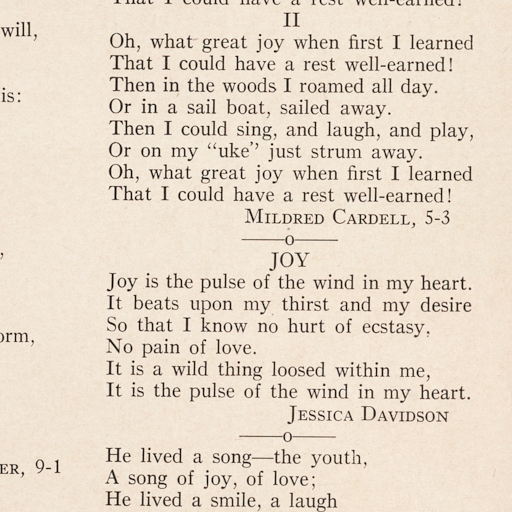 will,
is:
,
orm,
ER, 9-1
That I could have a rest well-earned!
II
Oh, what great joy when first I learned
That I could have a rest well-earned!
Then in the woods I roamed all day.
Or in a sail boat, sailed away.
Then I could sing, and laugh, and play,
Or on my “uke” just strum away.
Oh, what great joy when first I learned
That I could have a rest well-earned!
MILDRED CARDELL, 5-3
JOY
Joy is the pulse of the wind in my heart.
It beats upon my thirst and my desire
So that I know no hurt of ecstasy.
No pain of love.
It is a wild thing loosed within me,
It is the pulse of the wind in my heart.
JESSICA DAVIDSON
He lived a song—the youth,
A song of joy, of love;
He lived a smile, a laugh